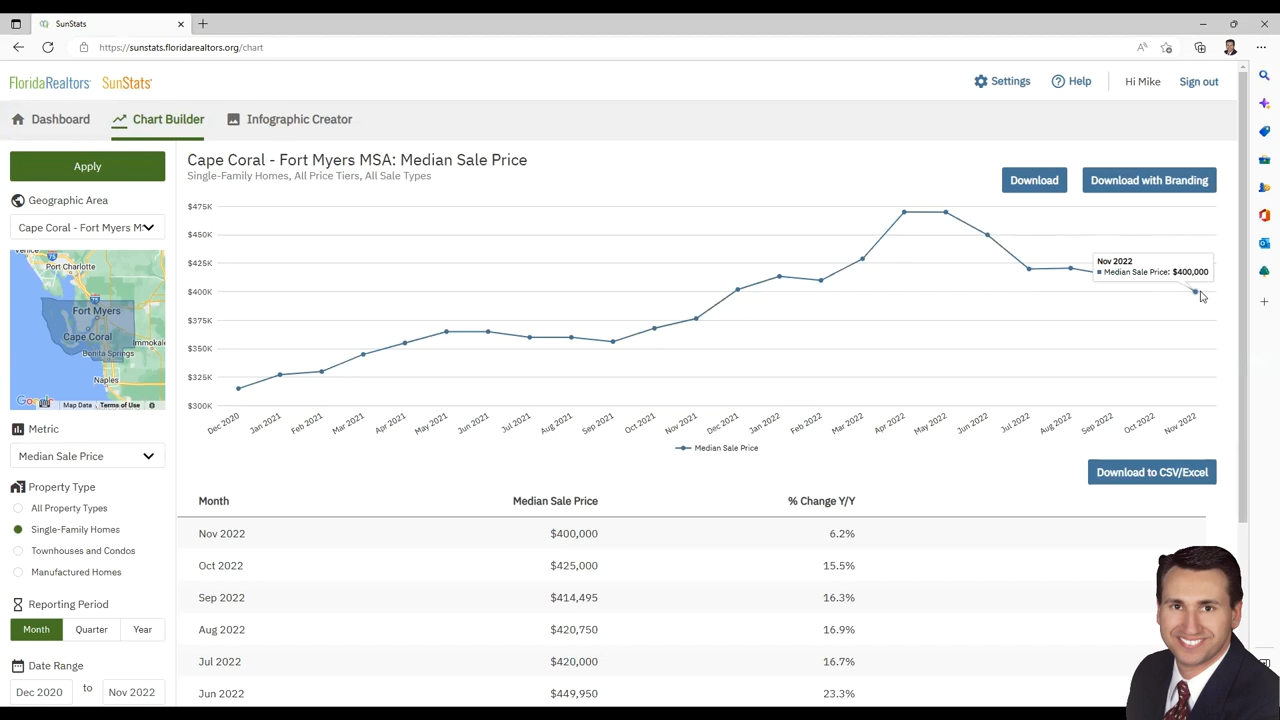 SunStats
https://sunstats.floridarealtors.org/chart
FloridaRealtors SunStats
Settings
Help
Hi Mike
Sign out
Dashboard
Chart Builder
Infographic Creator
Apply
Geographic Area
Cape Coral - Fort Myers M
Port Charlotte
75
Fort Myers
Cape Coral
Bonita Springs
Immokale
Naples
75
Google
Map Data
Terms of Use
Metric
Median Sale Price
Property Type
All Property Types
Single-Family Homes
Townhouses and Condos
Manufactured Homes
Reporting Period
Month Quarter Year
Date Range
Dec 2020 to Nov 2022
Cape Coral - Fort Myers MSA: Median Sale Price
Single-Family Homes, All Price Tiers, All Sale Types
Download
Download with Branding
$475K
$450K
$425K
$400K
$375K
$350K
$325K
$300K
Nov 2022
Median Sale Price: $400,000
Dec 2020 Jan 2021 Feb 2021 Mar 2021 Apr 2021 May 2021 Jun 2021 Jul 2021 Aug 2021 Sep 2021 Oct 2021 Nov 2021 Dec 2021 Jan 2022 Feb 2022 Mar 2022 Apr 2022 May 2022 Jun 2022 Jul 2022 Aug 2022 Sep 2022 Oct 2022 Nov 2022
Median Sale Price
Download to CSV/Excel
Month Median Sale Price % Change Y/Y
Nov 2022 $400,000 6.2%
Oct 2022 $425,000 15.5%
Sep 2022 $414,495 16.3%
Aug 2022 $420,750 16.9%
Jul 2022 $420,000 16.7%
Jun 2022 $449,950 23.3%